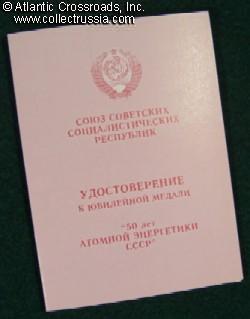 © Atlantic Crossroads, Inc.
www.collectrussia.com
СОЮЗ СОВЕТСКИХ
СОЦИАЛИСТИЧЕСКИХ
РЕСПУБЛИК
УДОСТОВЕРЕНИЕ
К ЮБИЛЕЙНОЙ МЕДАЛИ
"50 лет
АТОМНОЙ ЭНЕРГЕТИКИ
СССР"